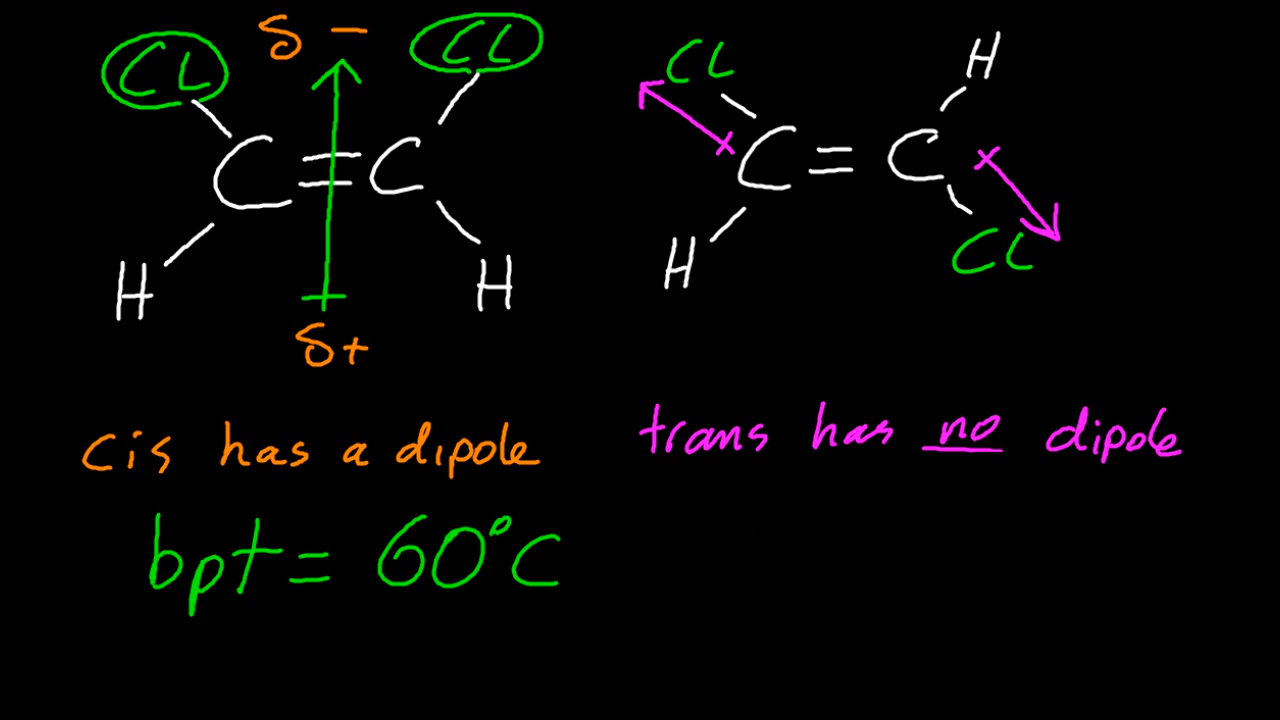 Cl δ - Cl
C = C
H H
δ+
Cl H
C = C
H Cl
cis has a dipole
trans has no dipole
bpt = 60°C